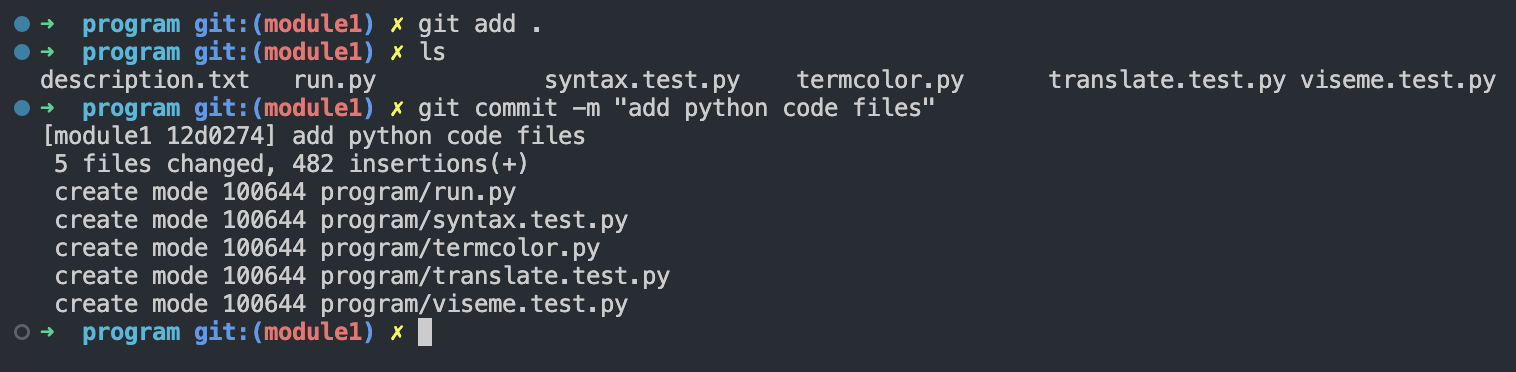 ➜ program git:(module1) ✗ git add .
➜ program git:(module1) ✗ ls
description.txt run.py syntax.test.py termcolor.py translate.test.py viseme.test.py
➜ program git:(module1) ✗ git commit -m "add python code files"
[module1 12d0274] add python code files
5 files changed, 482 insertions(+)
create mode 100644 program/run.py
create mode 100644 program/syntax.test.py
create mode 100644 program/termcolor.py
create mode 100644 program/translate.test.py
create mode 100644 program/viseme.test.py
➜ program git:(module1) ✗